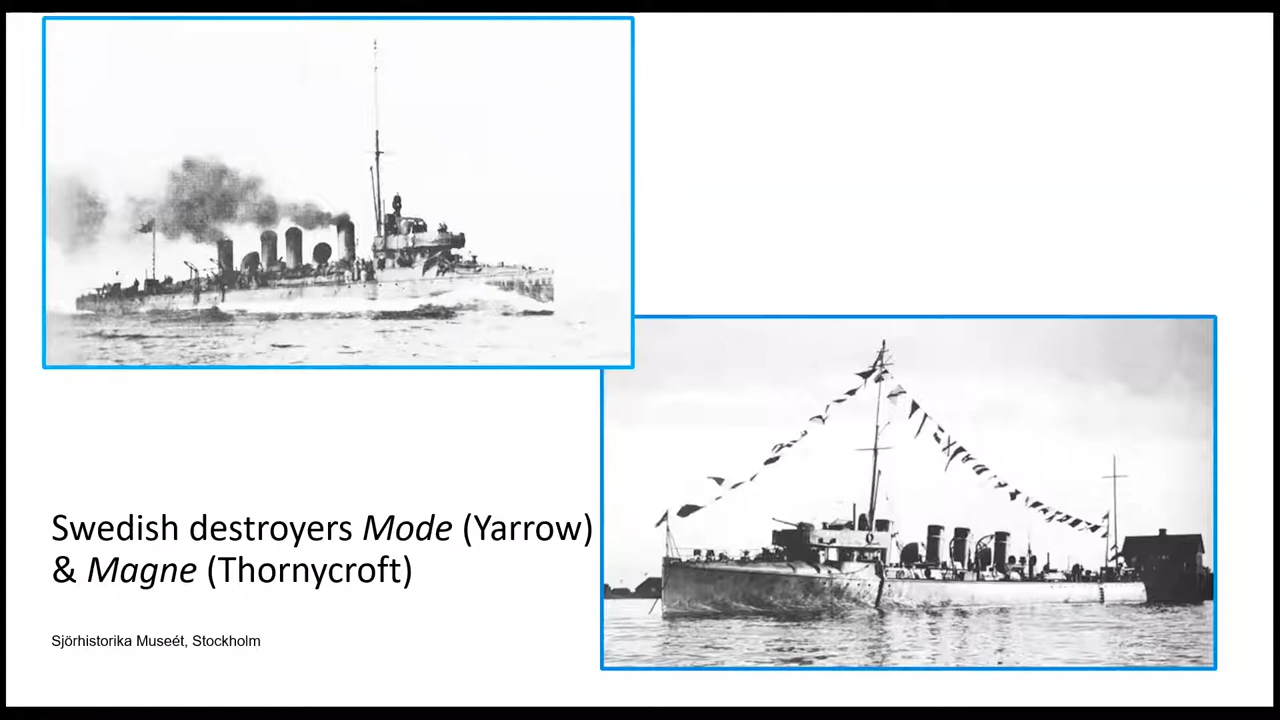 Swedish destroyers Mode (Yarrow)
& Magne (Thornycroft)
Sjörhistorika Museét, Stockholm